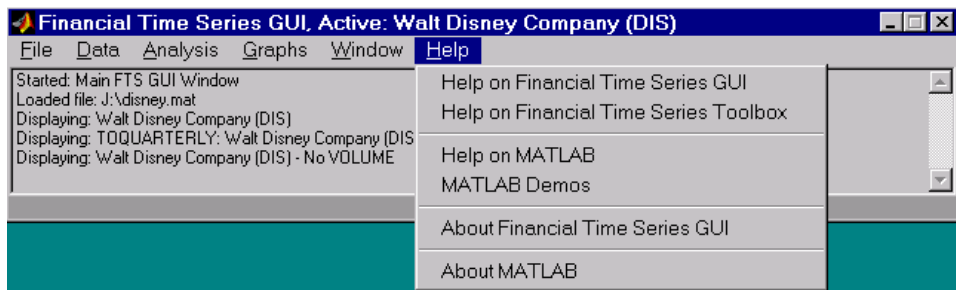 Financial Time Series GUI, Active: Walt Disney Company (DIS)
File Data Analysis Graphs Window Help
Started: Main FTS GUI Window
Loaded file: J:\disney.mat
Displaying: Walt Disney Company (DIS)
Displaying: TOQUARTERLY: Walt Disney Company (DIS
Displaying: Walt Disney Company (DIS) - No VOLUME
Help on Financial Time Series GUI
Help on Financial Time Series Toolbox
Help on MATLAB
MATLAB Demos
About Financial Time Series GUI
About MATLAB